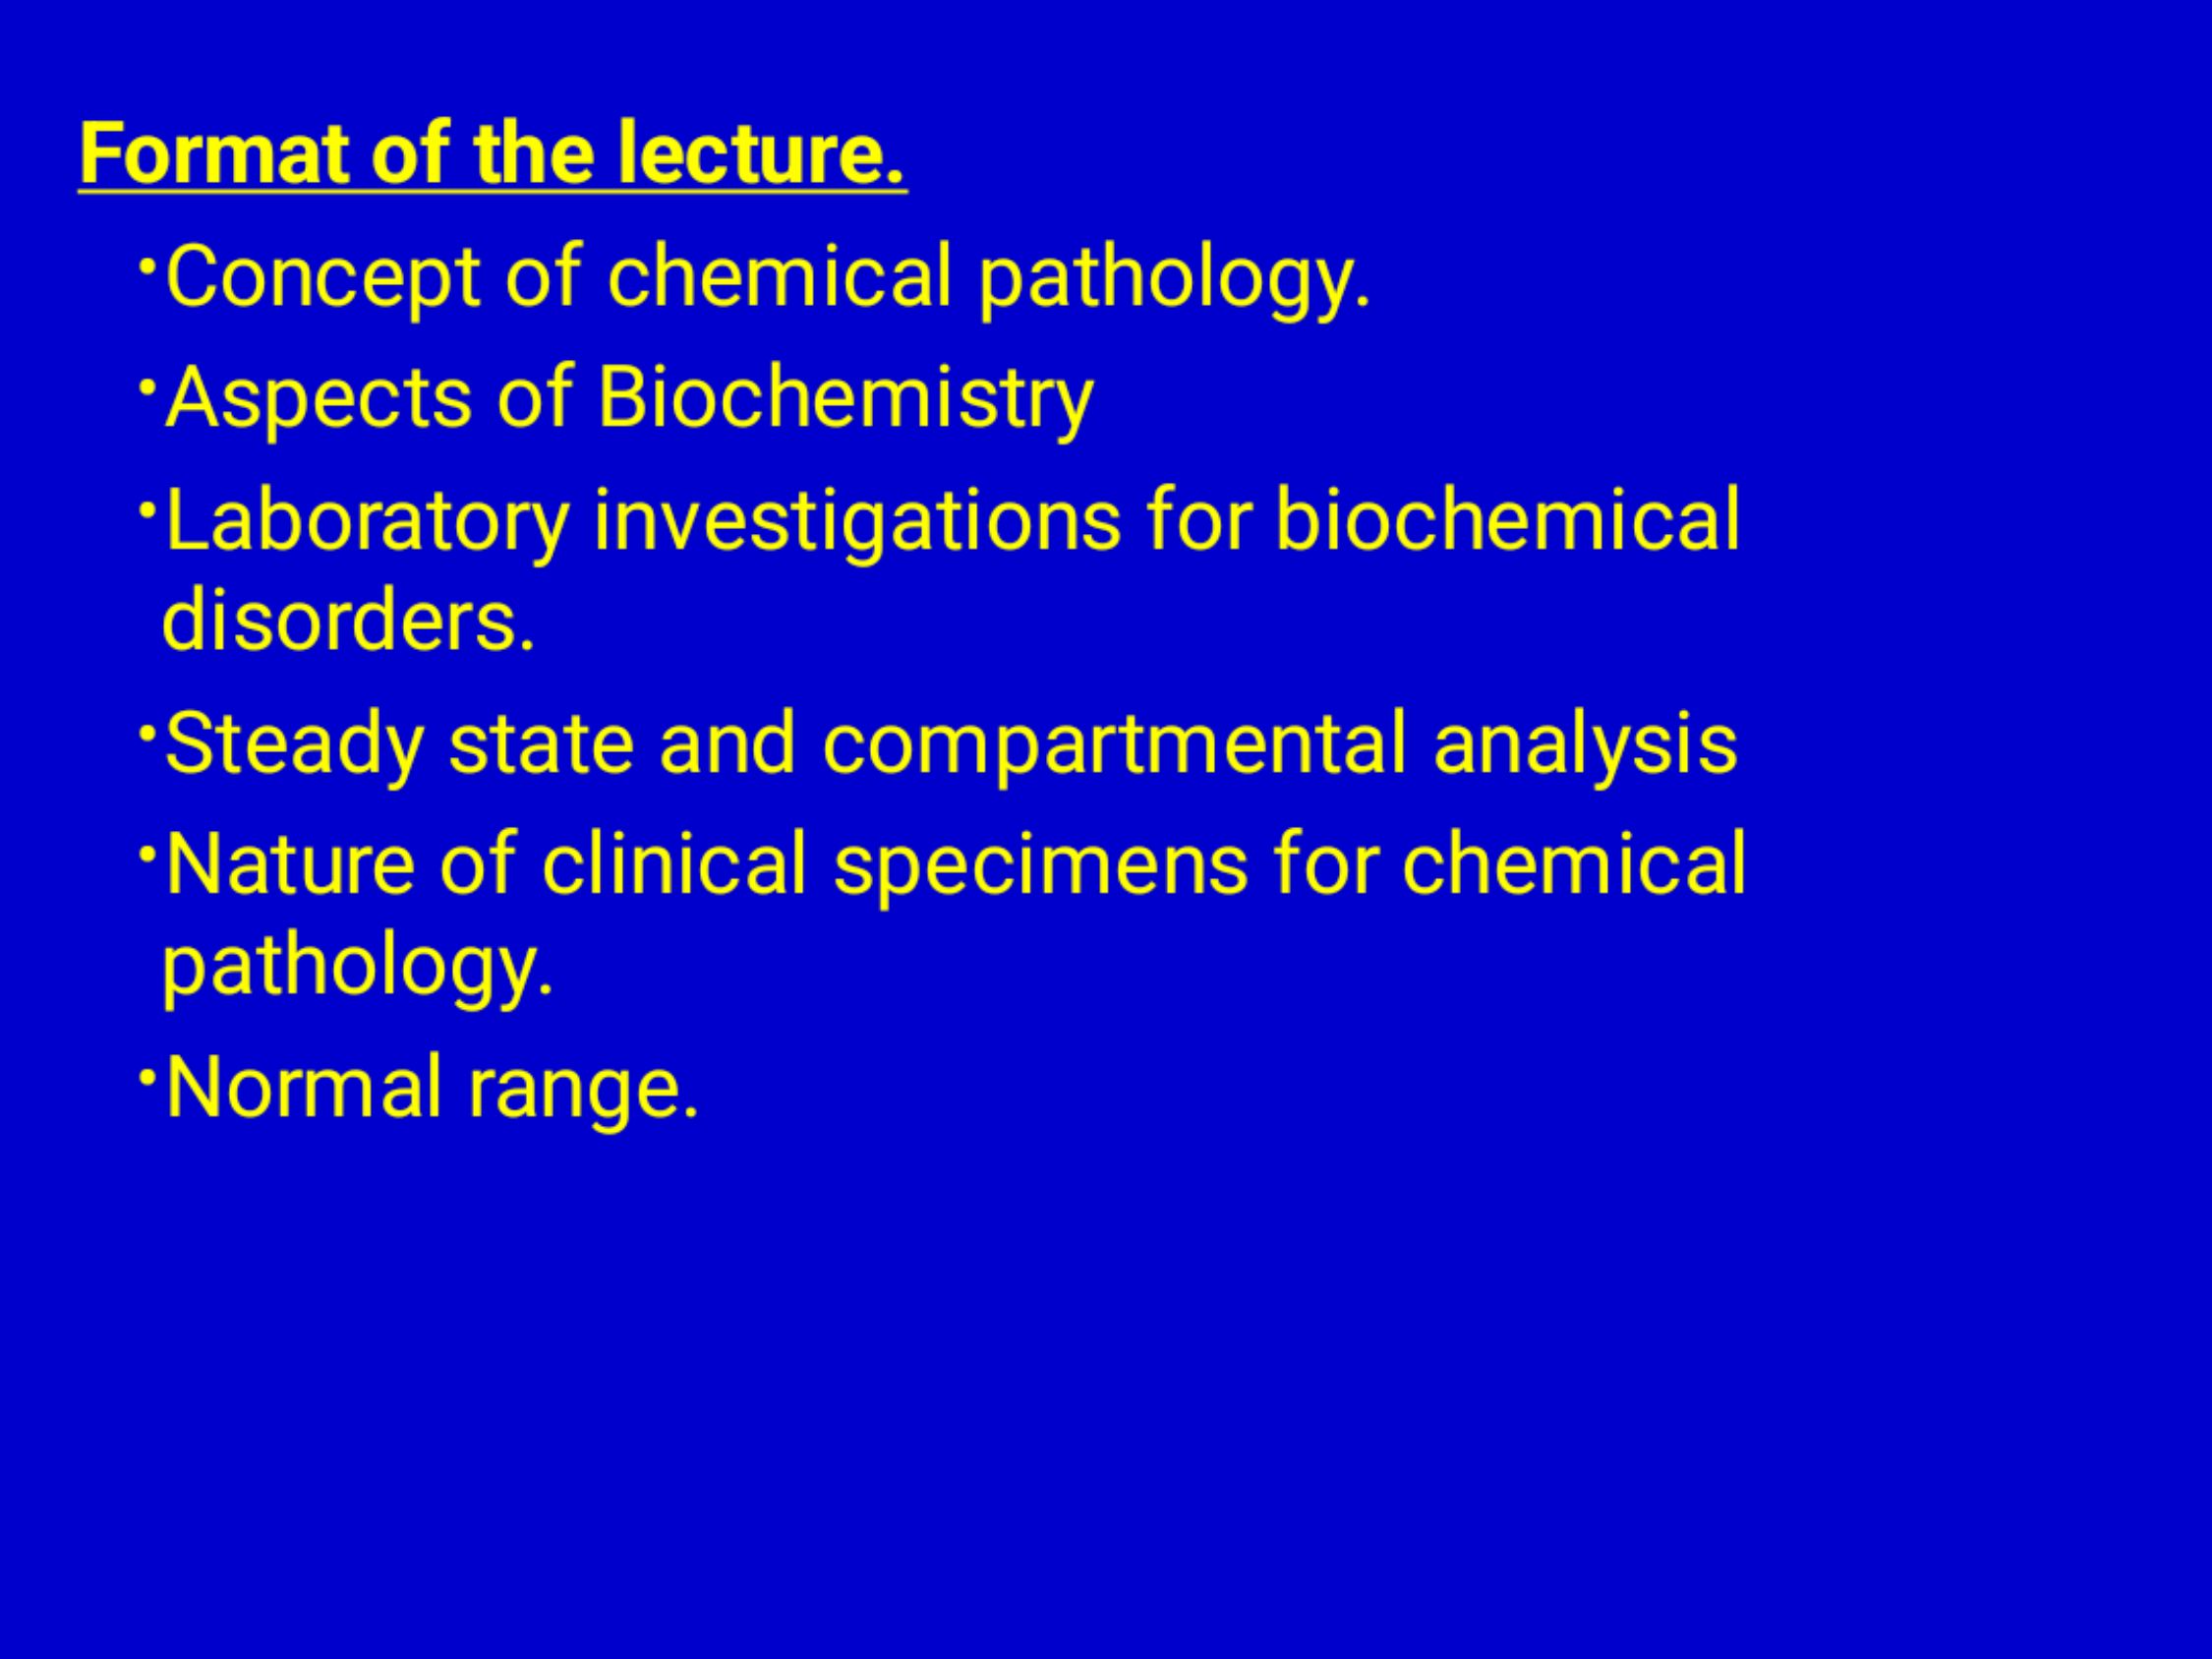 Format of the lecture.
•Concept of chemical pathology.
•Aspects of Biochemistry
•Laboratory investigations for biochemical
disorders.
•Steady state and compartmental analysis
•Nature of clinical specimens for chemical
pathology.
•Normal range.